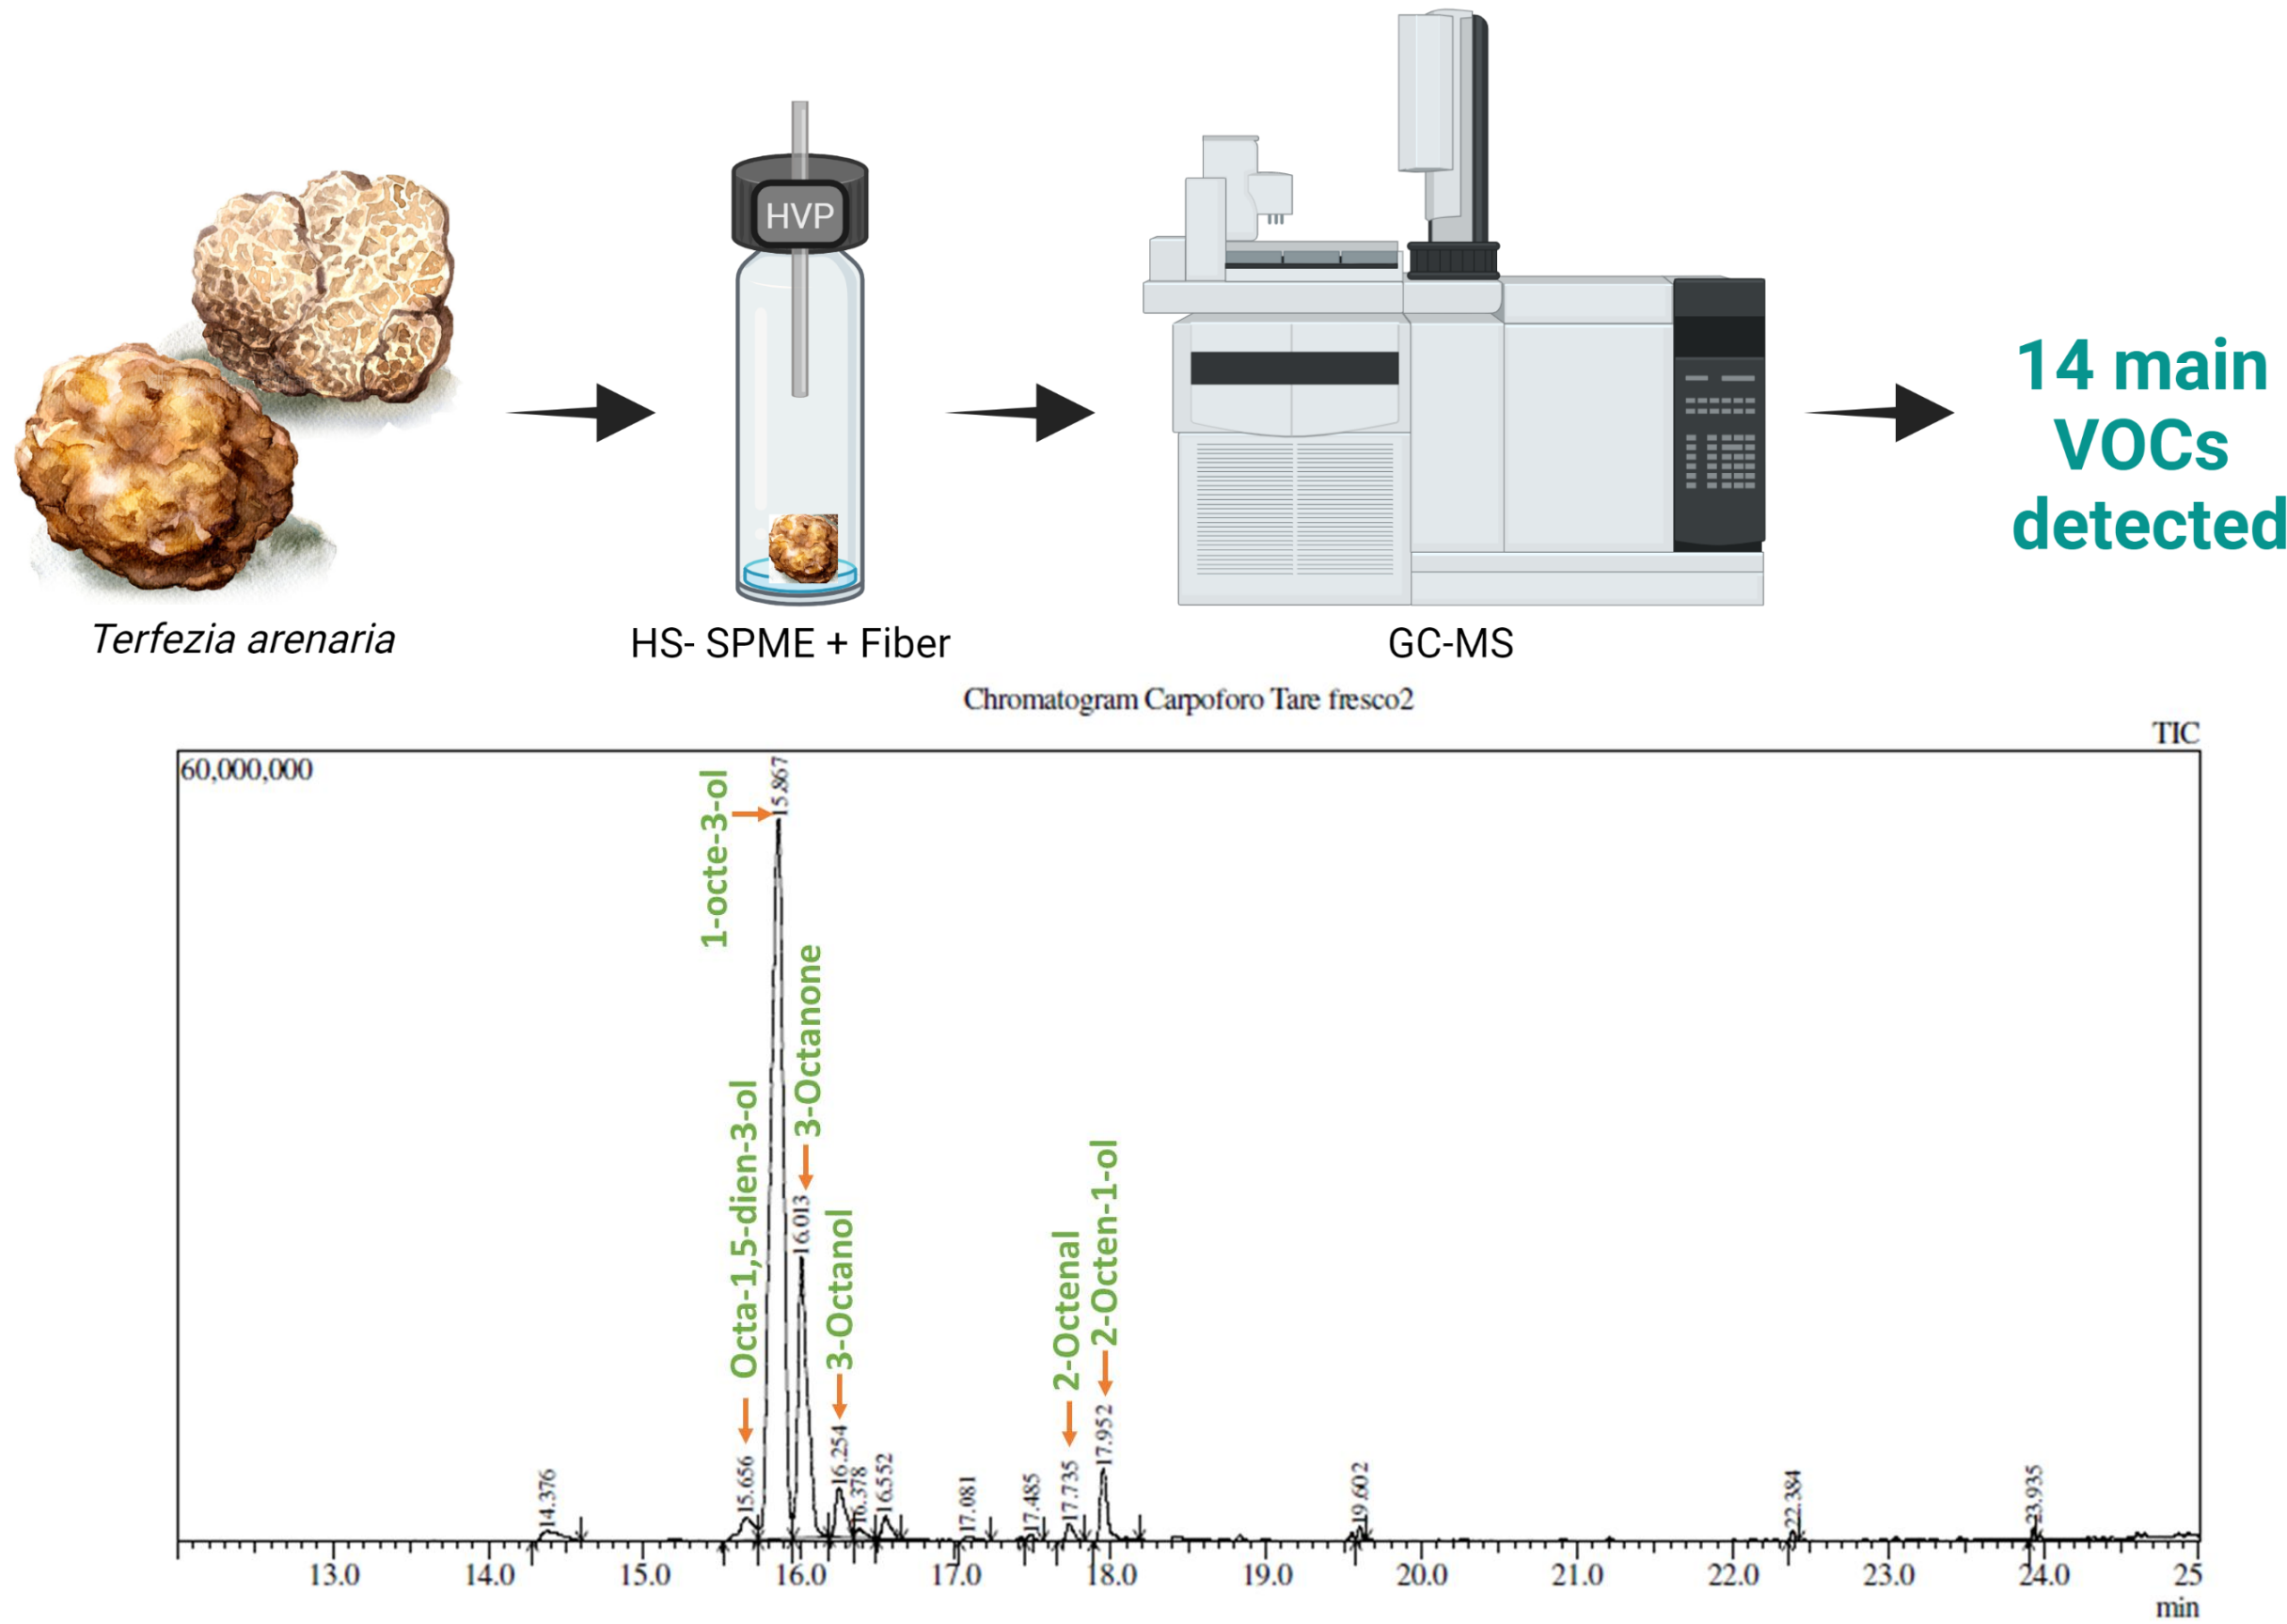 HVP
14 main
VOCs
detected
Terfezia arenaria
HS- SPME + Fiber
GC-MS
Chromatogram Carpoforo Tare fresco2
TIC
60,000,000
1-octe-3-ol
15.867
3-Octanone
16.013
Octa-1,5-dien-3-ol
15.656
3-Octanol
16.254
16.378
16.552
14.376
17.081
17.485
2-Octenal
17.735
2-Octen-1-ol
17.952
19.602
22.384
23.935
13.0 14.0 15.0 16.0 17.0 18.0 19.0 20.0 21.0 22.0 23.0 24.0 25
min